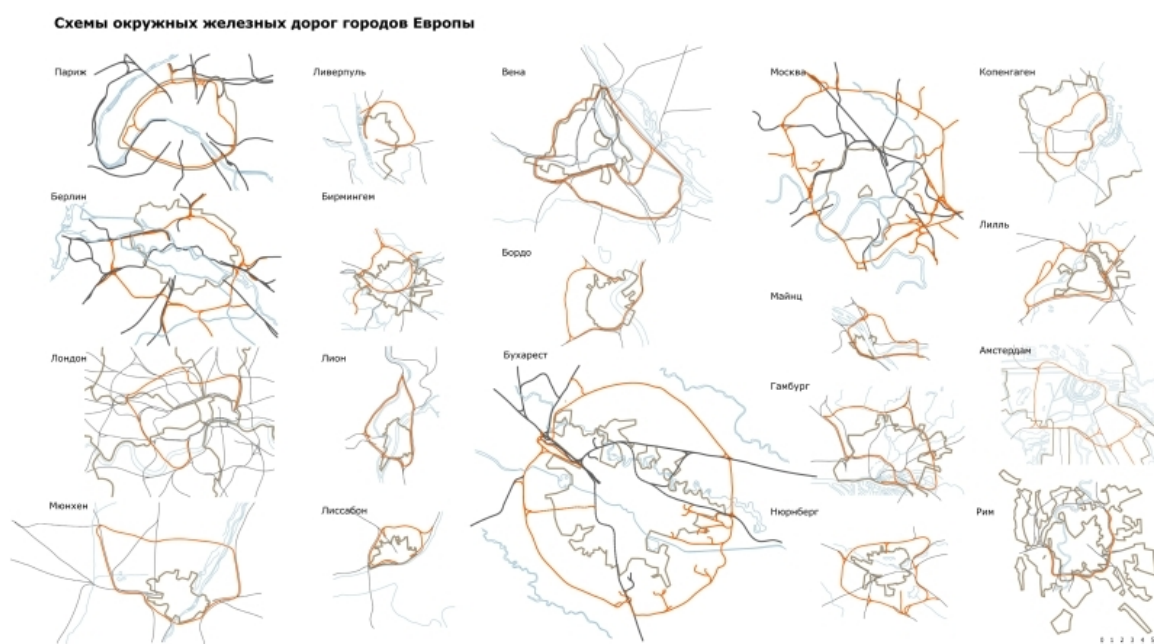 Схемы окружных железных дорог городов Европы
Париж
Ливерпуль
Вена
Москва
Копенгаген
Берлин
Бирмингем
Бордо
Лилль
Майнц
Лондон
Лион
Бухарест
Амстердам
Гамбург
Мюнхен
Лиссабон
Нюрнберг
Рим
0 1 2 3 4 5